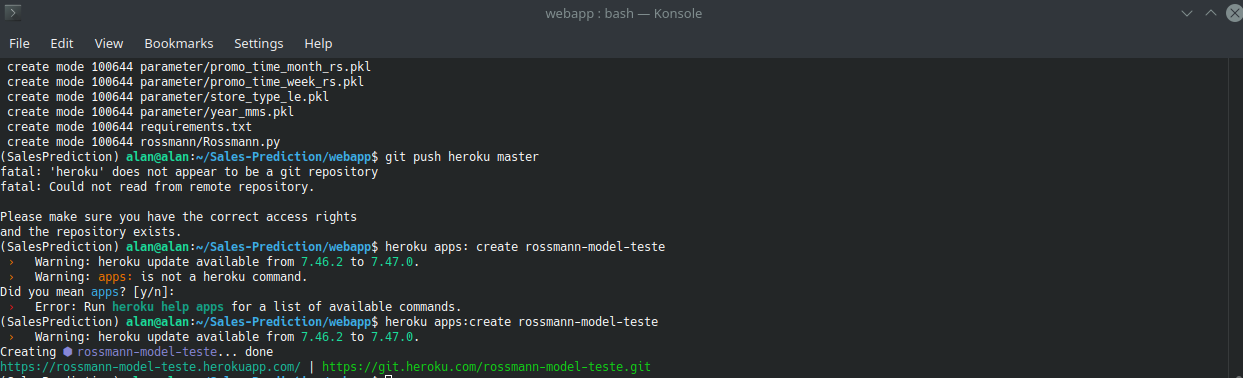 webapp : bash — Konsole
File Edit View Bookmarks Settings Help
create mode 100644 parameter/promo_time_month_rs.pkl
create mode 100644 parameter/promo_time_week_rs.pkl
create mode 100644 parameter/store_type_le.pkl
create mode 100644 parameter/year_mms.pkl
create mode 100644 requirements.txt
create mode 100644 rossmann/Rossmann.py
(SalesPrediction) alan@alan:~/Sales-Prediction/webapp$ git push heroku master
fatal: 'heroku' does not appear to be a git repository
fatal: Could not read from remote repository.
Please make sure you have the correct access rights
and the repository exists.
(SalesPrediction) alan@alan:~/Sales-Prediction/webapp$ heroku apps: create rossmann-model-teste
› Warning: heroku update available from 7.46.2 to 7.47.0.
› Warning: apps: is not a heroku command.
Did you mean apps? [y/n]:
› Error: Run heroku help apps for a list of available commands.
(SalesPrediction) alan@alan:~/Sales-Prediction/webapp$ heroku apps:create rossmann-model-teste
› Warning: heroku update available from 7.46.2 to 7.47.0.
Creating ⬢ rossmann-model-teste... done
https://rossmann-model-teste.herokuapp.com/ | https://git.heroku.com/rossmann-model-teste.git